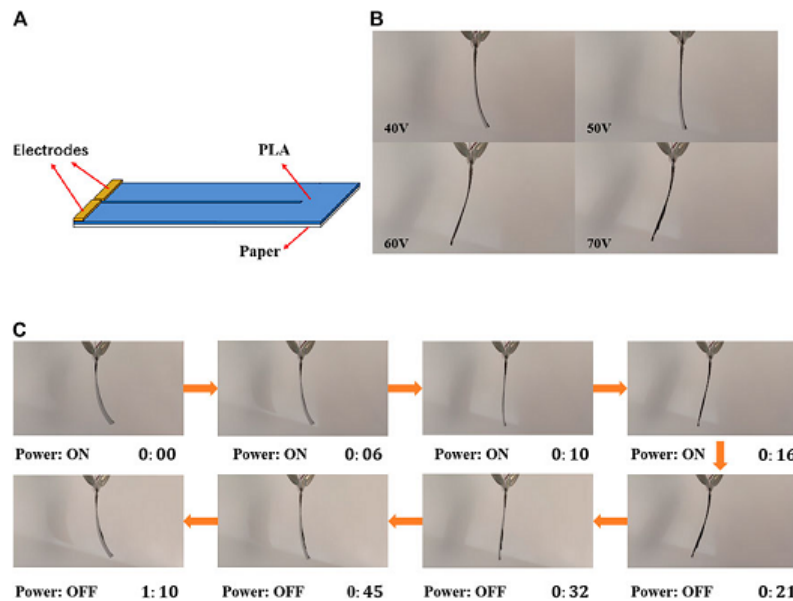 A
B
Electrodes
PLA
Paper
40V
50V
60V
70V
C
Power: ON 0:00
Power: ON 0:06
Power: ON 0:10
Power: ON 0:16
Power: OFF 1:10
Power: OFF 0:45
Power: OFF 0:32
Power: OFF 0:21